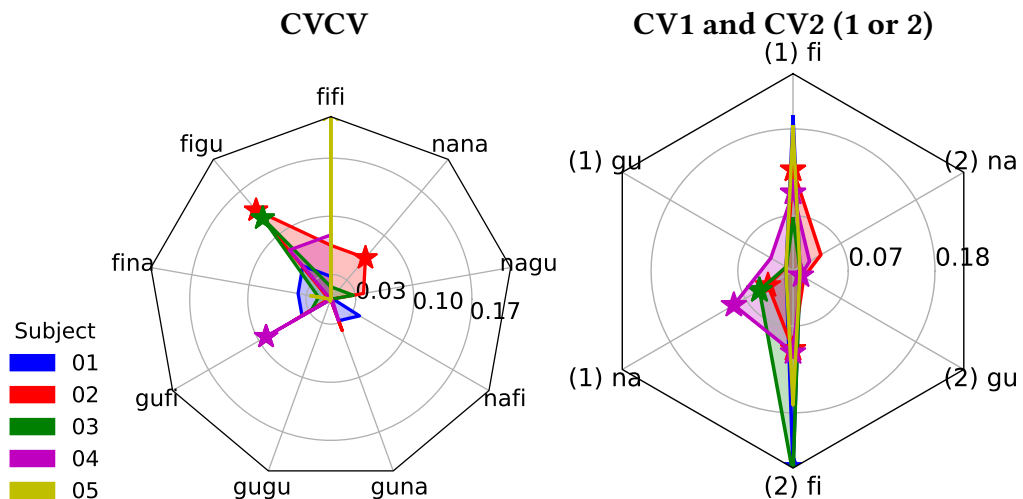 CVCV
CV1 and CV2 (1 or 2)
fifi
nana
nagu
nafi
guna
gugu
gufi
fina
figu
0.03
0.10
0.17
(1) fi
(2) na
(2) gu
(2) fi
(1) na
(1) gu
0.07
0.18
Subject
01
02
03
04
05